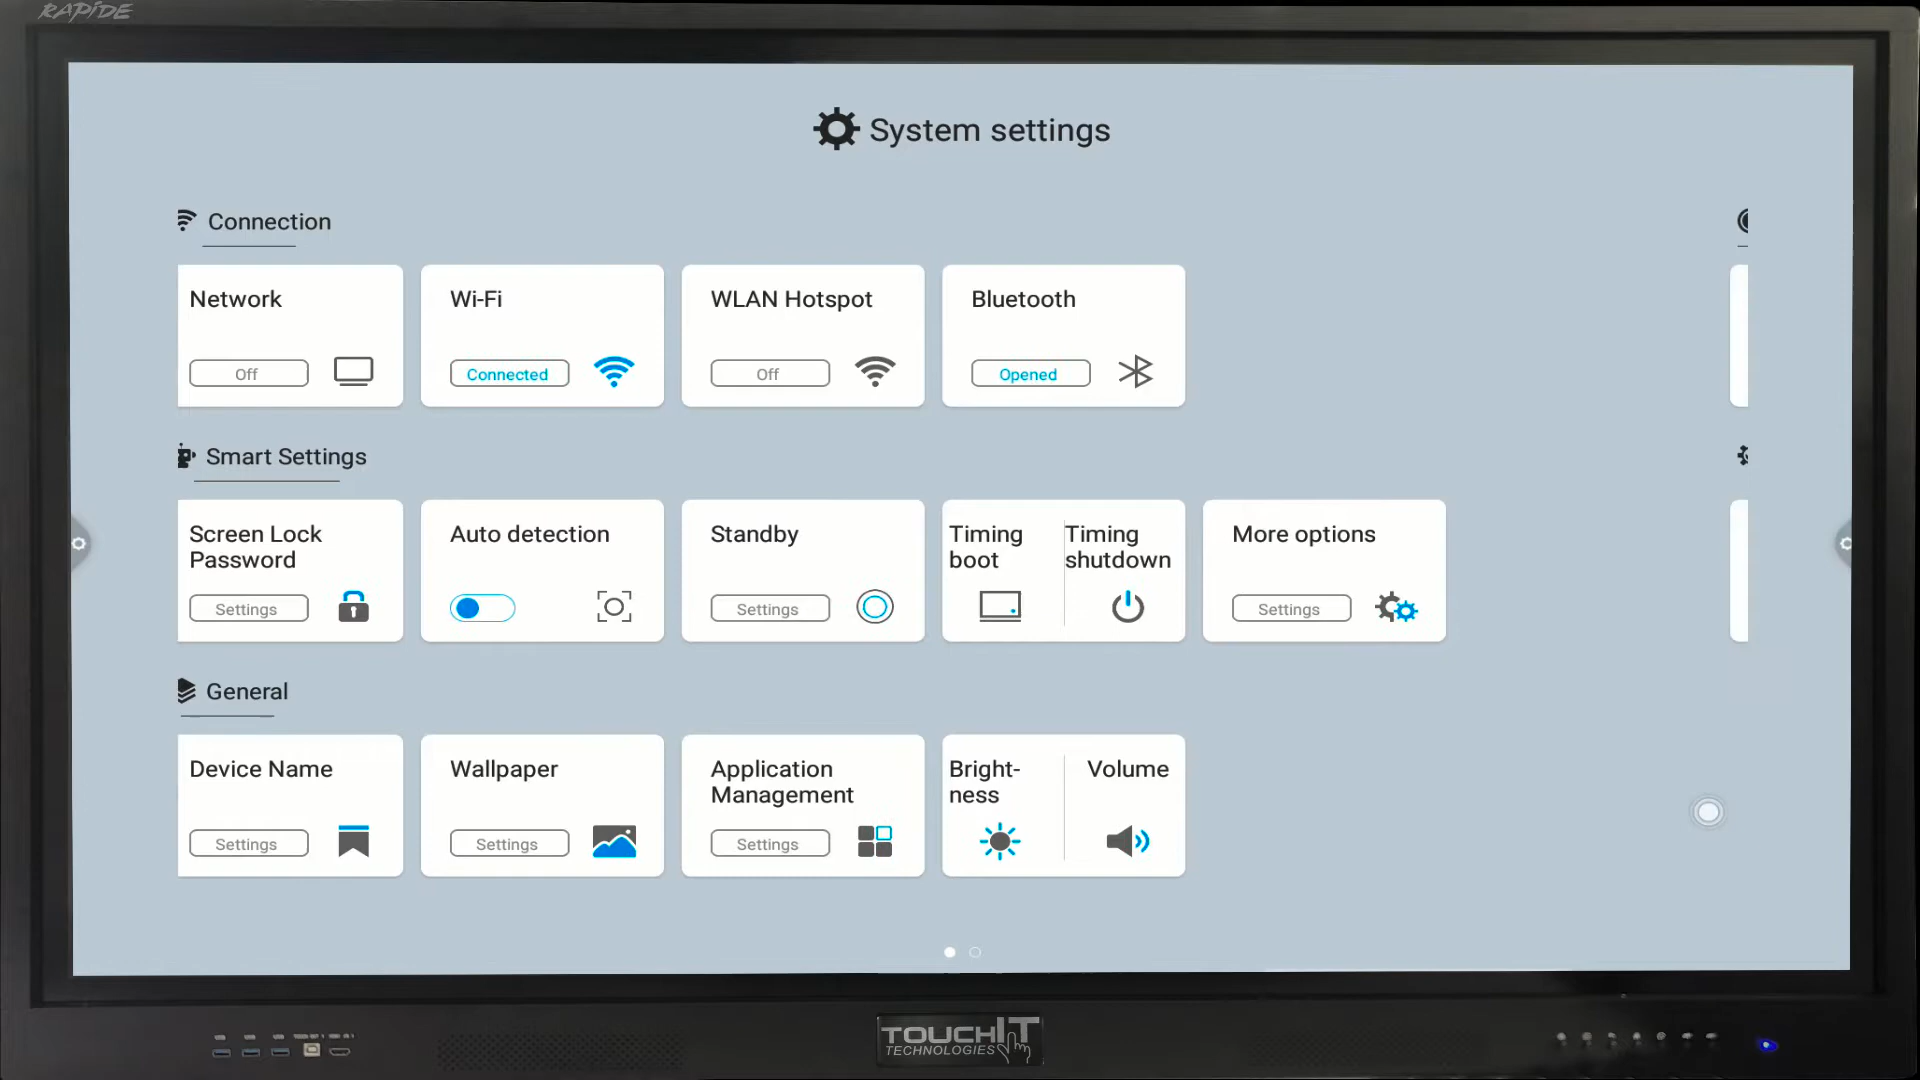 RAPIDE
System settings
Connection
Network
Off
Wi-Fi
Connected
WLAN Hotspot
Off
Bluetooth
Opened
Smart Settings
Screen Lock
Password
Settings
Auto detection
Standby
Settings
Timing
boot
Timing
shutdown
More options
Settings
General
Device Name
Settings
Wallpaper
Settings
Application
Management
Settings
Bright-
ness
Volume
TOUCHIT
TECHNOLOGIES